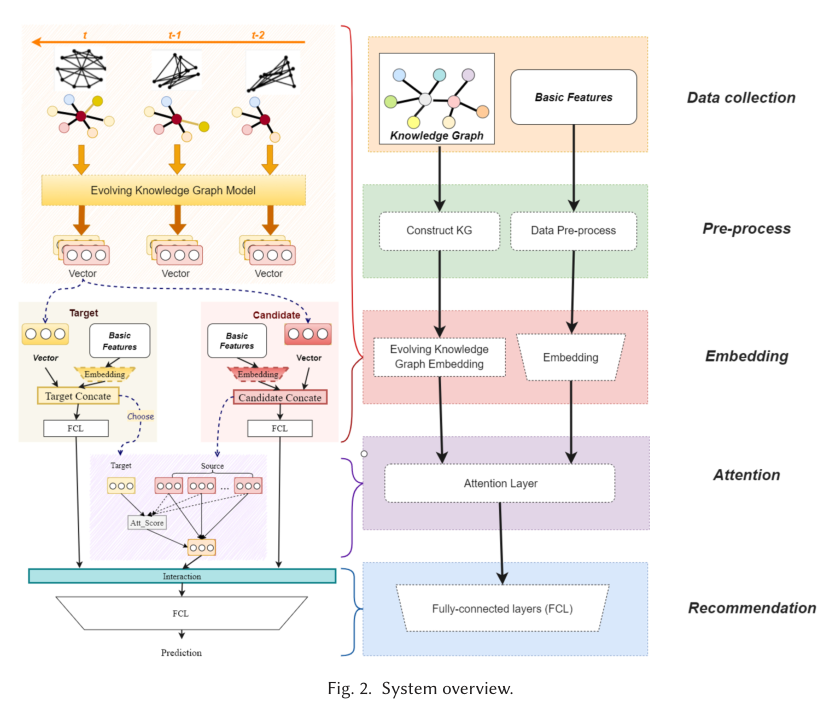 t
t-1
t-2
Evolving Knowledge Graph Model
Vector
Vector
Vector
Target
Basic
Features
Vector
Embedding
Target Concate
FCL
Choose
Candidate
Basic
Features
Vector
Embedding
Candidate Concate
FCL
Target
Source
...
Att_Score
Interaction
FCL
Prediction
Knowledge Graph
Basic Features
Data collection
Construct KG
Data Pre-process
Pre-process
Evolving Knowledge
Graph Embedding
Embedding
Embedding
Attention Layer
Attention
Fully-connected layers (FCL)
Recommendation
Fig. 2. System overview.